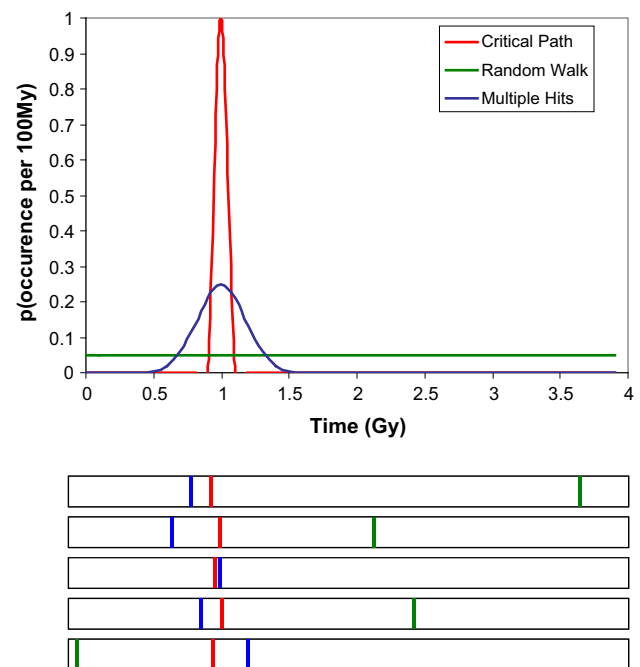 1
0.9
0.8
0.7
0.6
0.5
0.4
0.3
0.2
0.1
0
p(occurence per 100My)
Critical Path
Random Walk
Multiple Hits
0 0.5 1 1.5 2 2.5 3 3.5 4
Time (Gy)